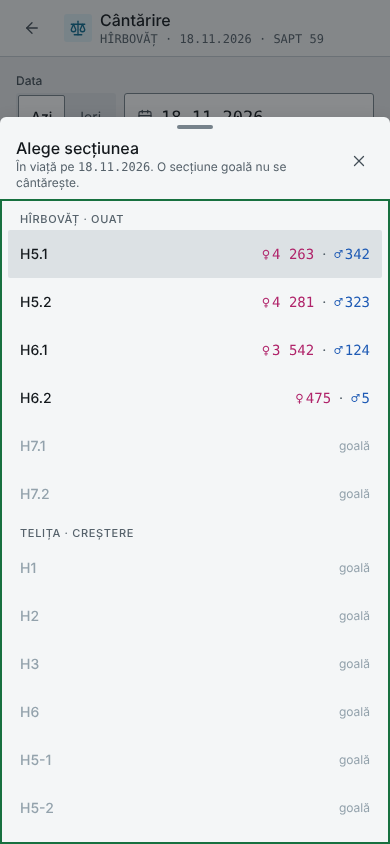 Cântărire
HÎRBOVĂȚ · 18.11.2026 · SAPT 59
Data
Azi Ieri 18.11.2026
Alege secțiunea
În viață pe 18.11.2026. O secțiune goală nu se
cântărește.
HÎRBOVĂȚ · OUAT
H5.1 ♀4 263 · ♂342
H5.2 ♀4 281 · ♂323
H6.1 ♀3 542 · ♂124
H6.2 ♀475 · ♂5
H7.1 goală
H7.2 goală
TELIȚA · CREȘTERE
H1 goală
H2 goală
H3 goală
H6 goală
H5-1 goală
H5-2 goală